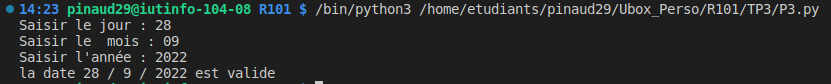 14:23 pinaud29@iutinfo-104-08 R101 $ /bin/python3 /home/etudiants/pinaud29/Ubox_Perso/R101/TP3/P3.py
Saisir le jour : 28
Saisir le  mois : 09
Saisir l'année : 2022
la date 28 / 9 / 2022 est valide